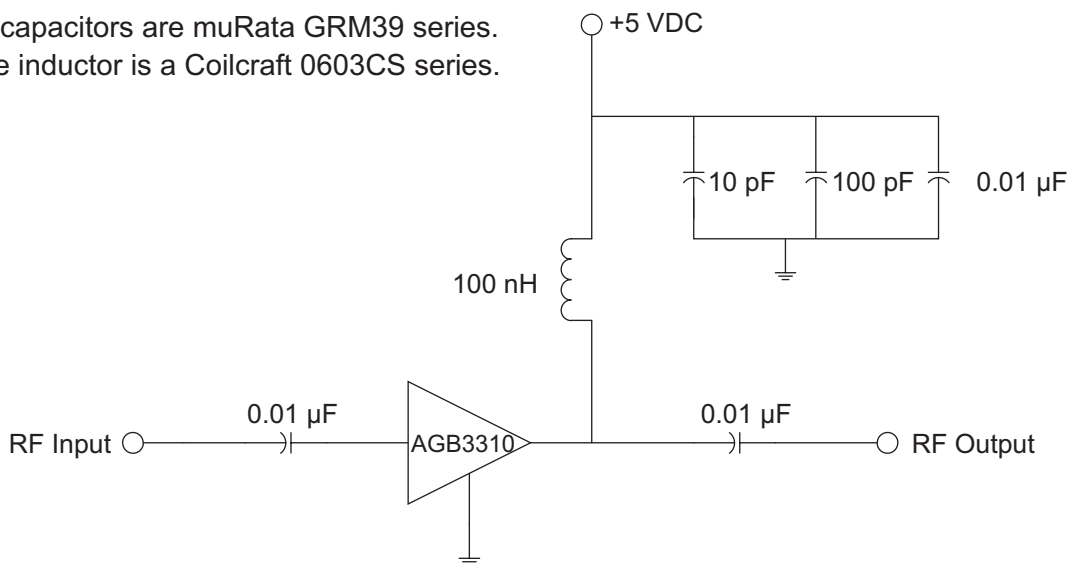 capacitors are muRata GRM39 series.
inductor is a Coilcraft 0603CS series.
+5 VDC
10 pF
100 pF
0.01 µF
100 nH
0.01 µF
0.01 µF
RF Input
AGB3310
RF Output